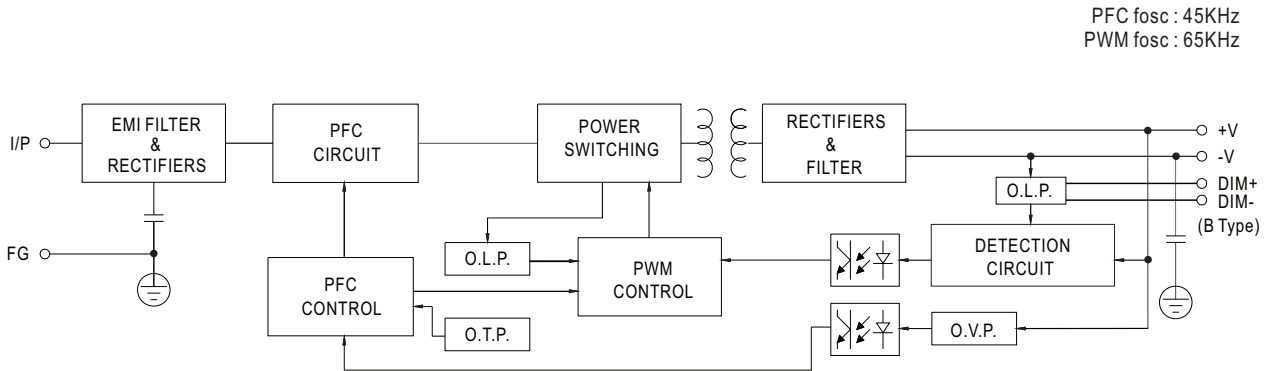 PFC fosc : 45KHz
PWM fosc : 65KHz
I/P
EMI FILTER
&
RECTIFIERS
PFC
CIRCUIT
POWER
SWITCHING
RECTIFIERS
&
FILTER
+V
-V
DIM+
DIM-
(B Type)
O.L.P.
FG
O.L.P.
PFC
CONTROL
PWM
CONTROL
DETECTION
CIRCUIT
O.T.P.
O.V.P.